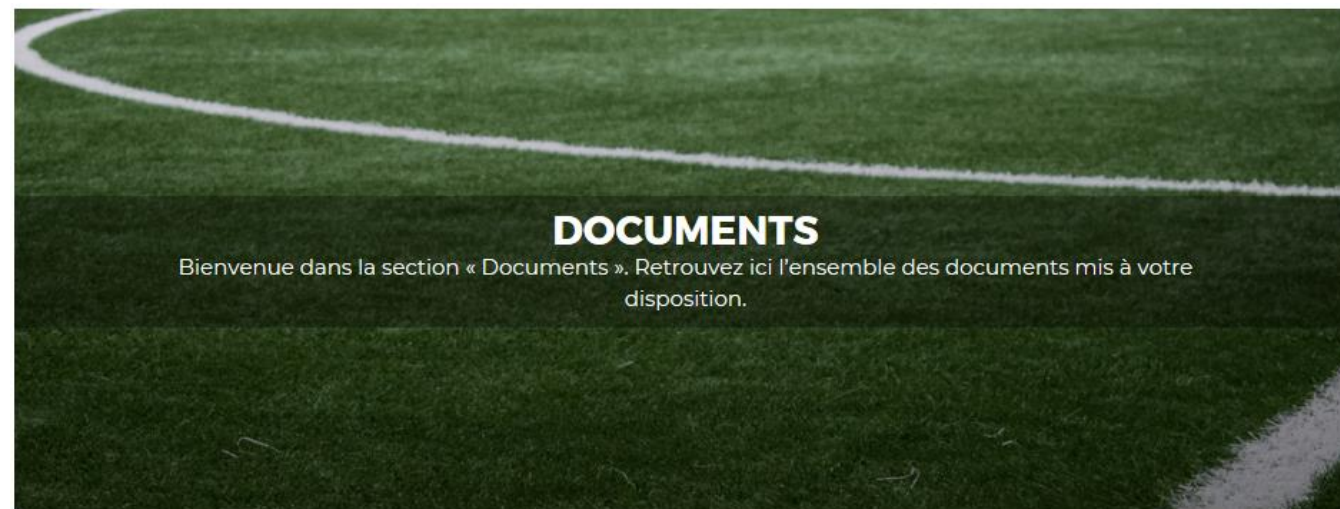 DOCUMENTS
Bienvenue dans la section « Documents ». Retrouvez ici l’ensemble des documents mis à votre
disposition.